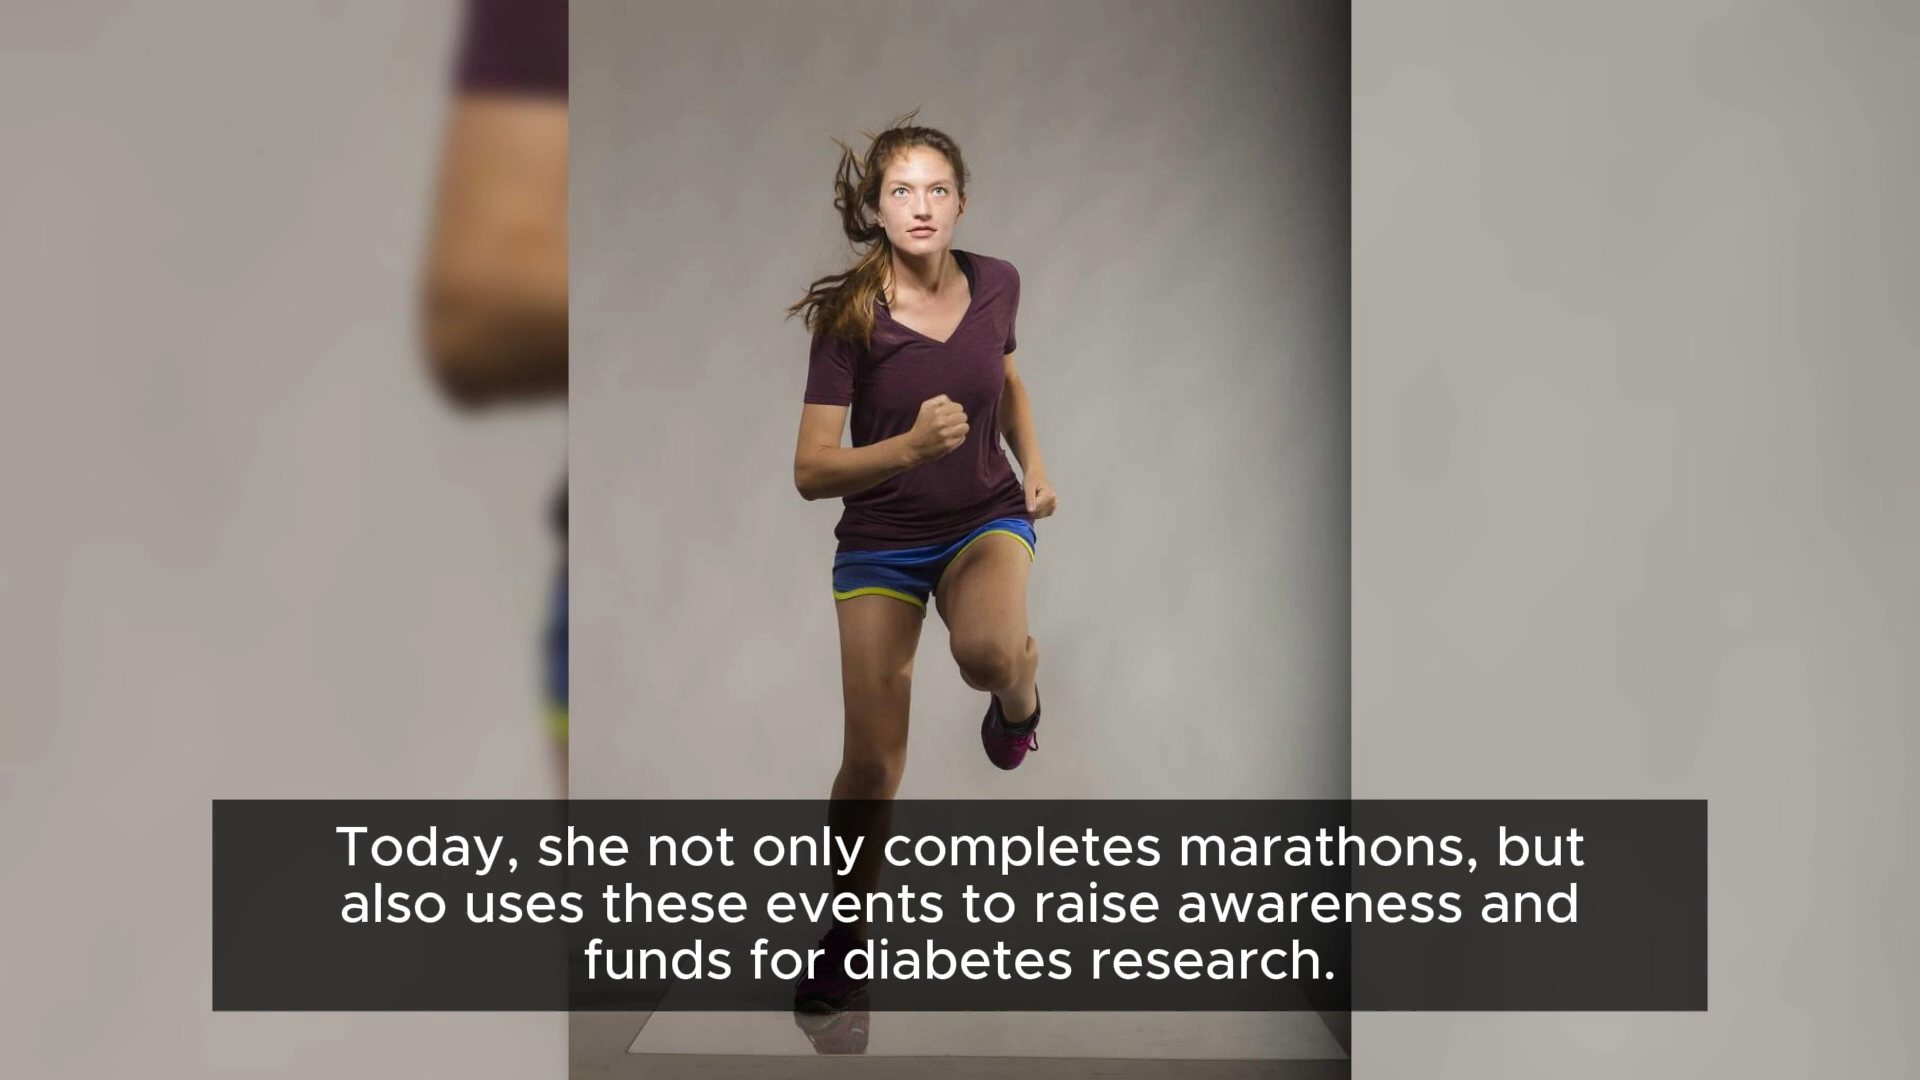 Today, she not only completes marathons, but
also uses these events to raise awareness and
funds for diabetes research.